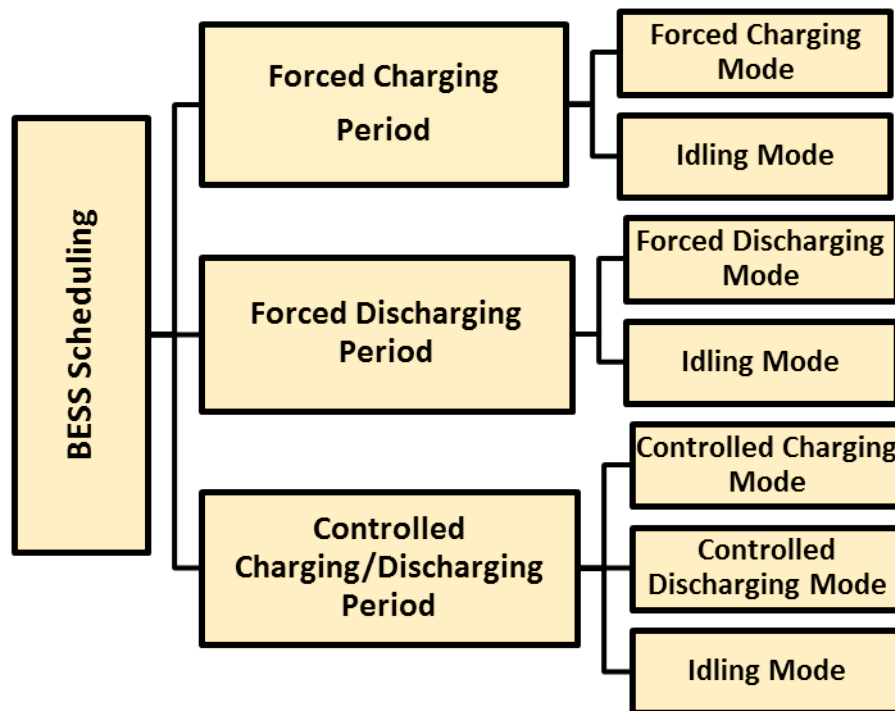 BESS Scheduling
Forced Charging
Period
Forced Charging
Mode
Idling Mode
Forced Discharging
Period
Forced Discharging
Mode
Idling Mode
Controlled
Charging/Discharging
Period
Controlled Charging
Mode
Controlled
Discharging Mode
Idling Mode